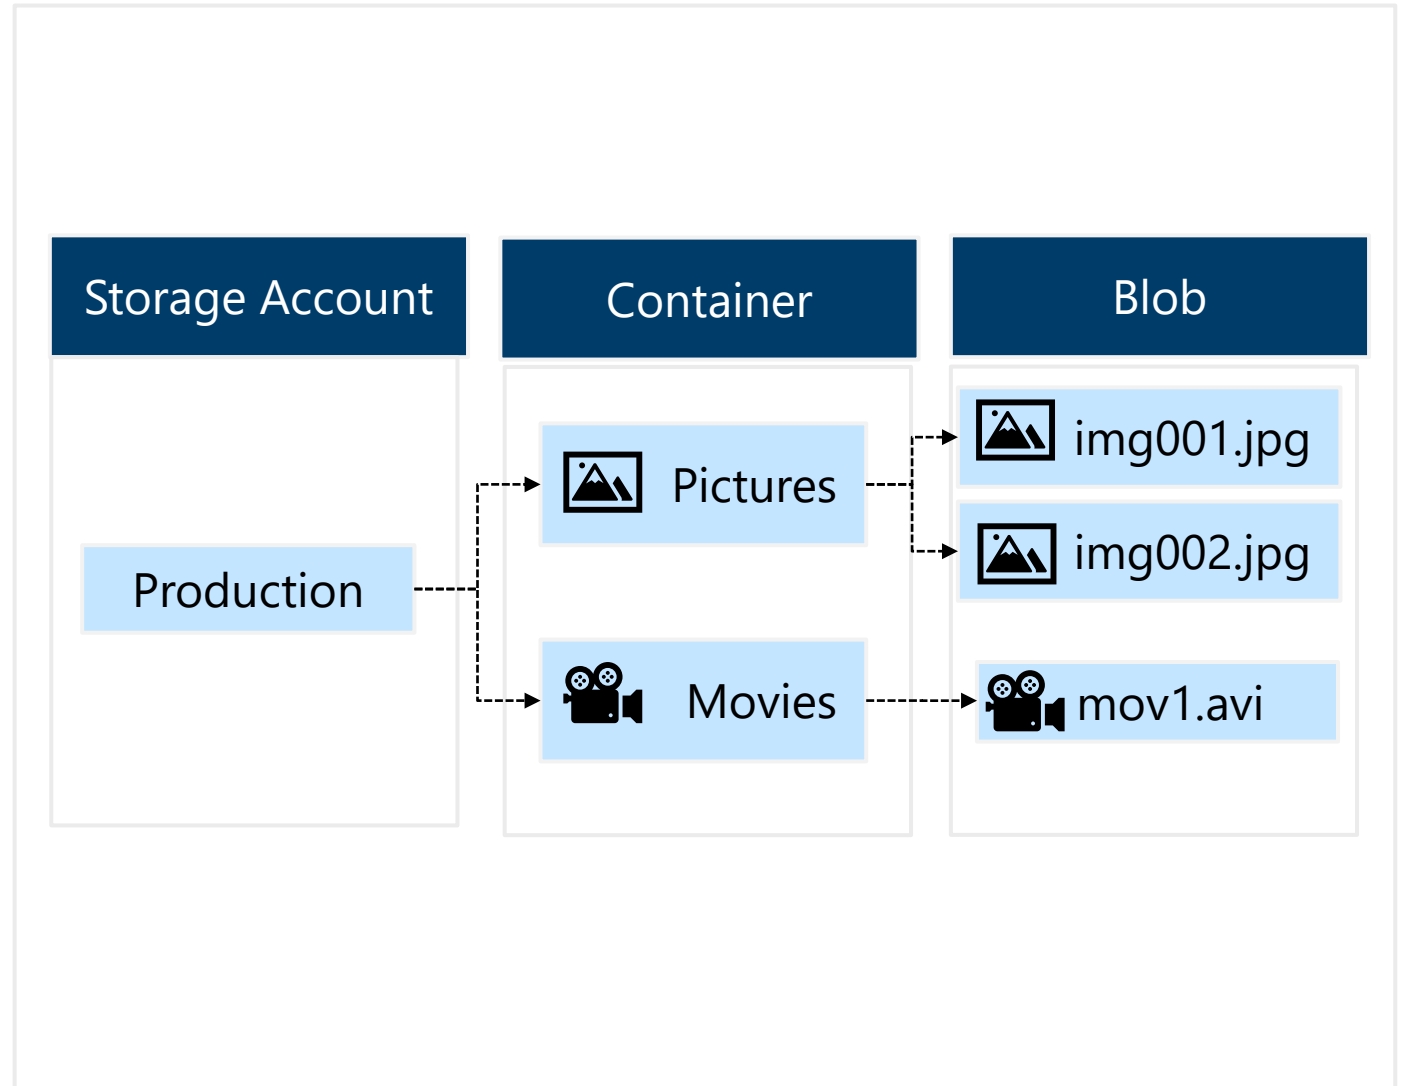 Storage Account
Container
Blob
Production
Pictures
Movies
img001.jpg
img002.jpg
mov1.avi